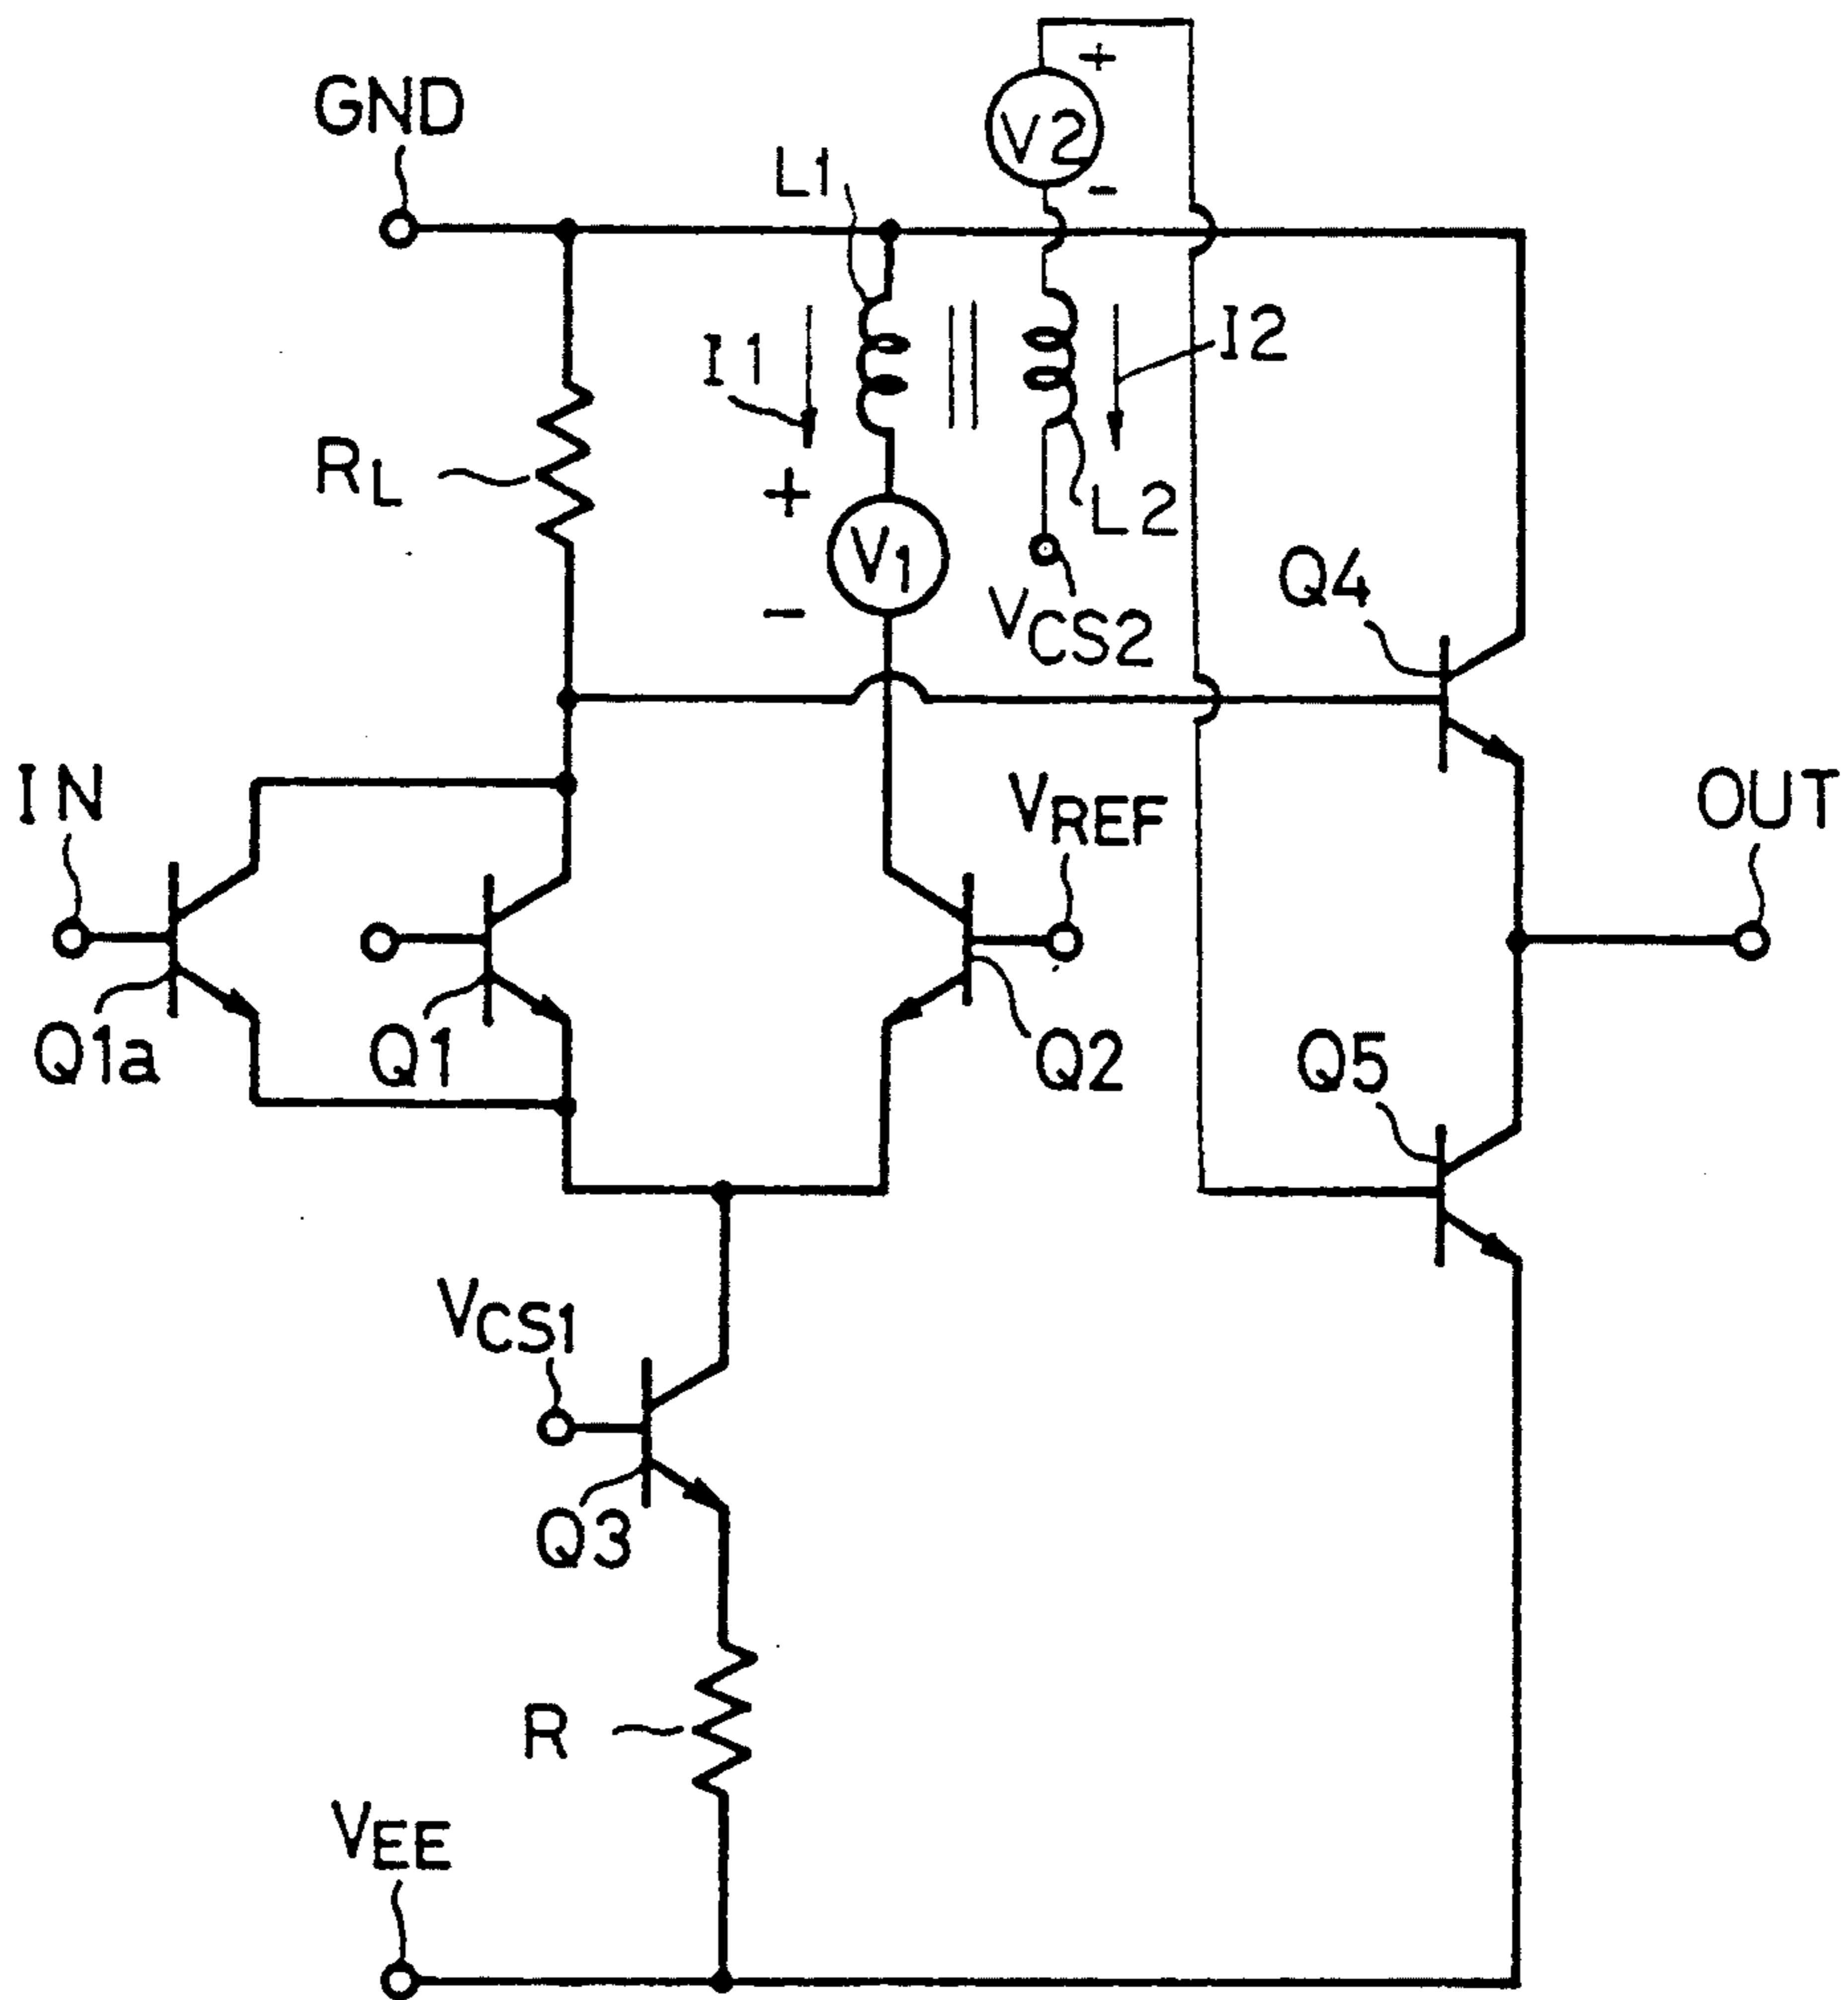 GND
+
V2
-
L1
I1
I2
RL
+
V1
-
L2
VCS2
Q4
IN
VREF
OUT
Q1a
Q1
Q2
Q5
VCS1
Q3
R
VEE